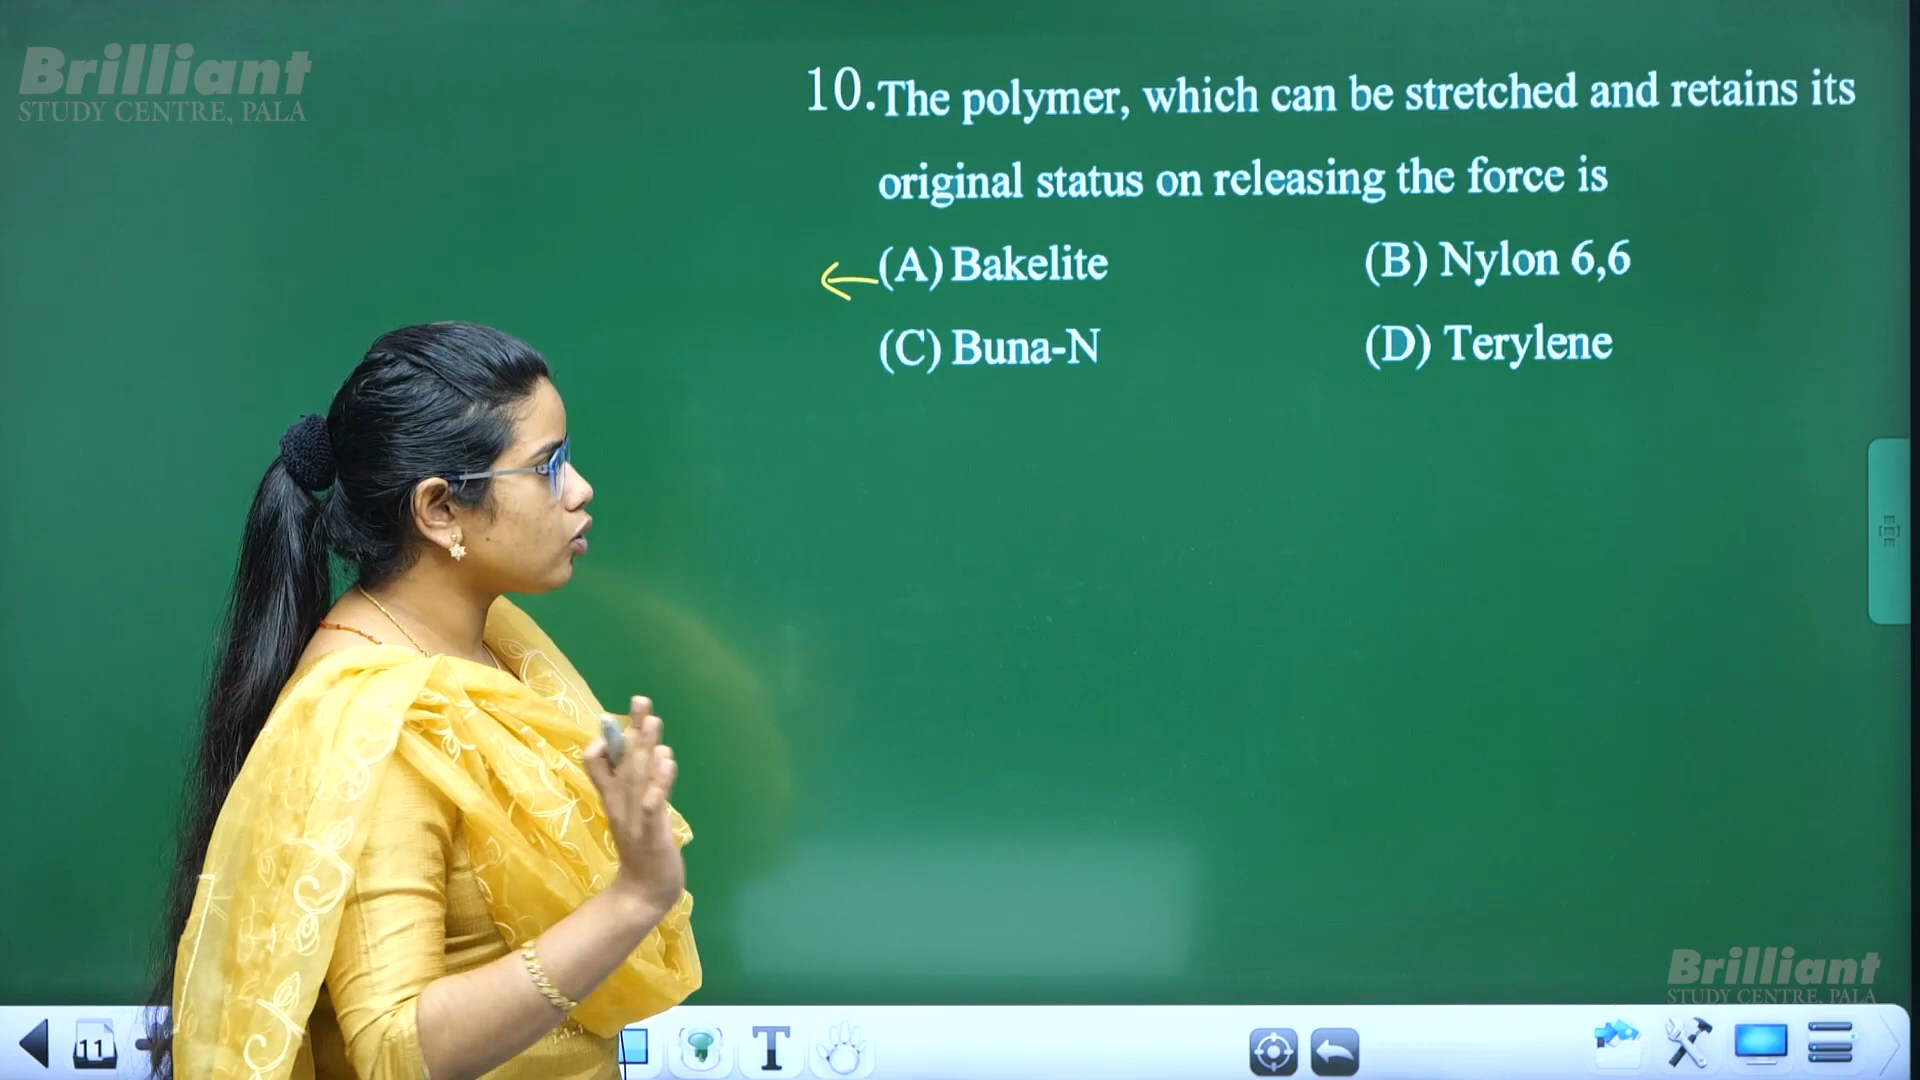 Brilliant
STUDY CENTRE, PALA
10. The polymer, which can be stretched and retains its
original status on releasing the force is
(A) Bakelite (B) Nylon 6,6
(C) Buna-N (D) Terylene
Brilliant
STUDY CENTRE, PALA
11 T